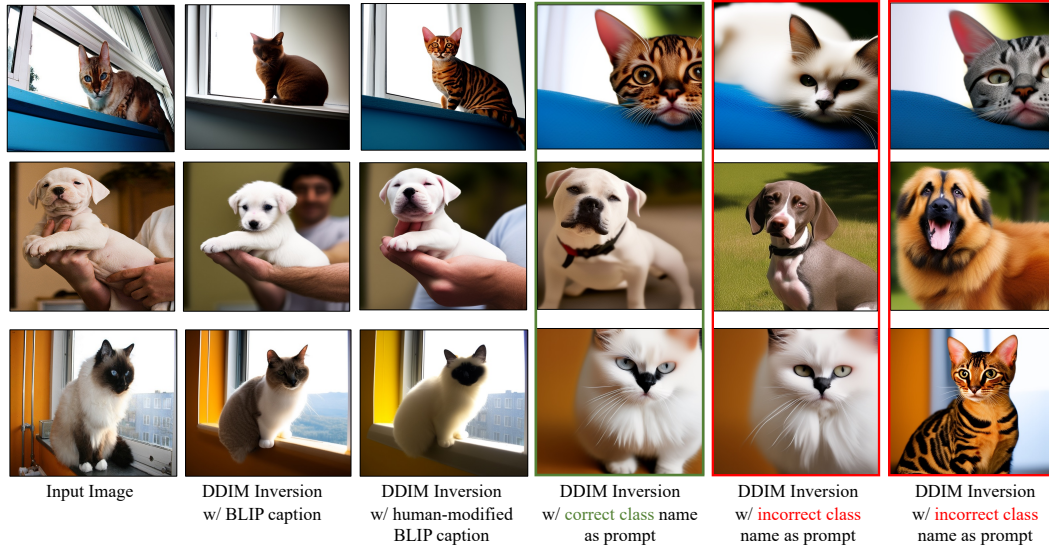 Input Image
DDIM Inversion
w/ BLIP caption
DDIM Inversion
w/ human-modified
BLIP caption
DDIM Inversion
w/ correct class name
as prompt
DDIM Inversion
w/ incorrect class
name as prompt
DDIM Inversion
w/ incorrect class
name as prompt